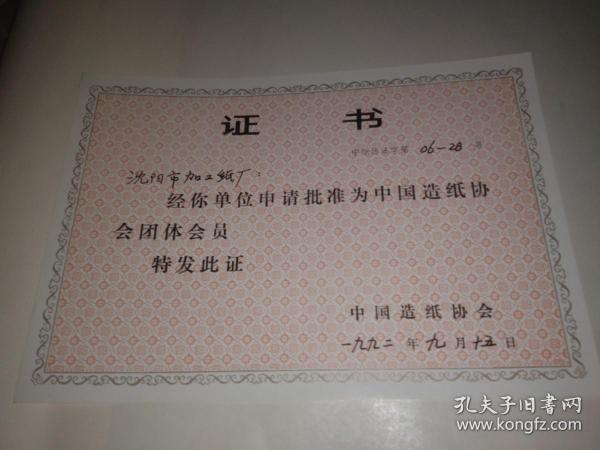 证 书
字第 06-28 号
沈阳市加工纸厂:
经你单位申请批准为中国造纸协
会团体会员
特发此证
中国造纸协会
一九九二年九月十五日
孔夫子旧书网
www.kongfz.com